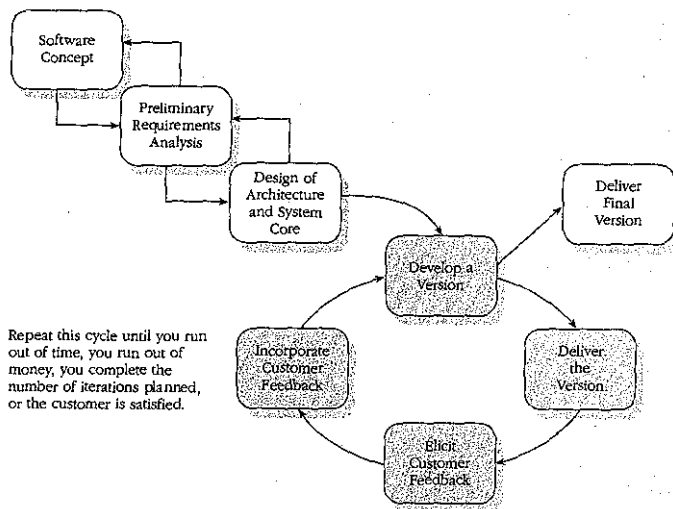 Software
Concept
Preliminary
Requirements
Analysis
Design of
Architecture
and System
Core
Deliver
Final
Version
Develop a
Version
Repeat this cycle until you run
out of time, you run out of
money, you complete the
number of iterations planned,
or the customer is satisfied.
Incorporate
Customer
Feedback
Deliver
the
Version
Elicit
Customer
Feedback